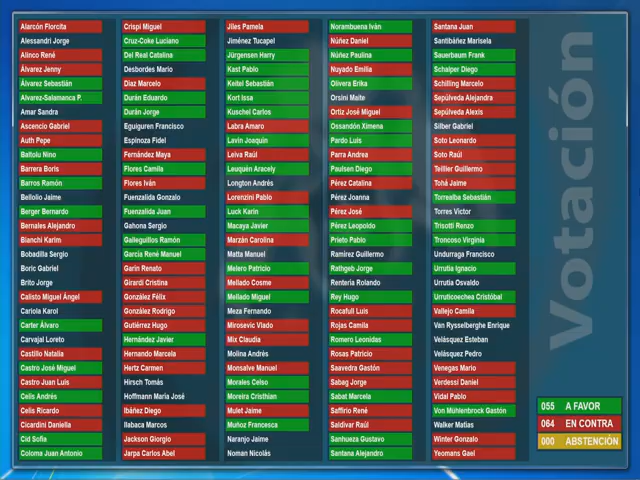 Alarcón Florcita
Alessandri Jorge
Alinco René
Álvarez Jenny
Álvarez Sebastián
Alvarez-Salamanca P.
Amar Sandra
Ascencio Gabriel
Auth Pepe
Baltolu Nino
Barrera Boris
Barros Ramón
Bellolio Jaime
Berger Bernardo
Bernales Alejandro
Bianchi Karim
Bobadilla Sergio
Boric Gabriel
Brito Jorge
Calisto Miguel Ángel
Cariola Karol
Carter Álvaro
Carvajal Loreto
Castillo Natalia
Castro José Miguel
Castro Juan Luis
Celis Andrés
Celis Ricardo
Cicardini Daniella
Cid Sofie
Coloma Juan Antonio
Crispi Miguel
Cruz-Coke Luciano
Del Real Catalina
Desbordes Mario
Díaz Marcelo
Durán Eduardo
Durán Jorge
Eguiguren Francisco
Espinoza Fidel
Fernández Maya
Flores Camila
Flores Iván
Fuenzalida Gonzalo
Fuenzalida Juan
Gahona Sergio
Galleguillos Ramón
García René Manuel
Garín Renato
Girardi Cristina
González Félix
González Rodrigo
Gutiérrez Hugo
Hernández Javier
Hernando Marcela
Hertz Carmen
Hirsch Tomás
Hoffmann María José
Ibáñez Diego
Ilabaca Marcos
Jackson Giorgio
Jarpa Carlos Abel
Jiles Pamela
Jiménez Tucapel
Jürgensen Harry
Kast Pablo
Keitel Sebastián
Kort Issa
Kuschel Carlos
Labra Amaro
Lavín Joaquín
Leiva Raúl
Leuquén Aracely
Longton Andrés
Lorenzini Pablo
Luck Karin
Macaya Javier
Marzán Carolina
Matta Manuel
Melero Patricio
Mellado Cosme
Mellado Miguel
Meza Fernando
Mirosevic Vlado
Mix Claudia
Molina Andrés
Monsalve Manuel
Morales Celso
Moreira Cristhian
Mulet Jaime
Muñoz Francesca
Naranjo Jaime
Noman Nicolás
Norambuena Iván
Núñez Daniel
Núñez Paulina
Nuyado Emilia
Olivera Erika
Orsini Maite
Ortiz José Miguel
Ossandón Ximena
Pardo Luis
Parra Andrea
Paulsen Diego
Pérez Catalina
Pérez Joanna
Pérez José
Pérez Leopoldo
Prieto Pablo
Ramírez Guillermo
Rathgeb Jorge
Rentería Rolando
Rey Hugo
Rocafull Luis
Rojas Camila
Romero Leonidas
Rosas Patricio
Saavedra Gastón
Sabag Jorge
Sabat Marcela
Saffirio René
Saldívar Raúl
Sanhueza Gustavo
Santana Alejandro
Santana Juan
Santibáñez Marisela
Sauerbaum Frank
Schalper Diego
Schilling Marcelo
Sepúlveda Alejandra
Sepúlveda Alexis
Silber Gabriel
Soto Leonardo
Soto Raúl
Teillier Guillermo
Tohá Jaime
Torrealba Sebastián
Torres Víctor
Trisotti Renzo
Troncoso Virginia
Undurraga Francisco
Urrutia Ignacio
Urrutia Osvaldo
Urruticoechea Cristóbal
Vallejo Camila
Van Rysselberghe Enrique
Velásquez Esteban
Velásquez Pedro
Venegas Mario
Verdessi Daniel
Vidal Pablo
Von Mühlenbrock Gastón
Walker Matías
Winter Gonzalo
Yeomans Gael
Votación
055 A FAVOR
064 EN CONTRA
000 ABSTENCIÓN